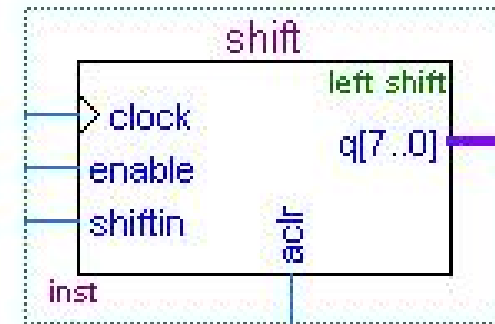 shift
left shift
clock
q[7..0]
enable
shiftin
aclr
inst